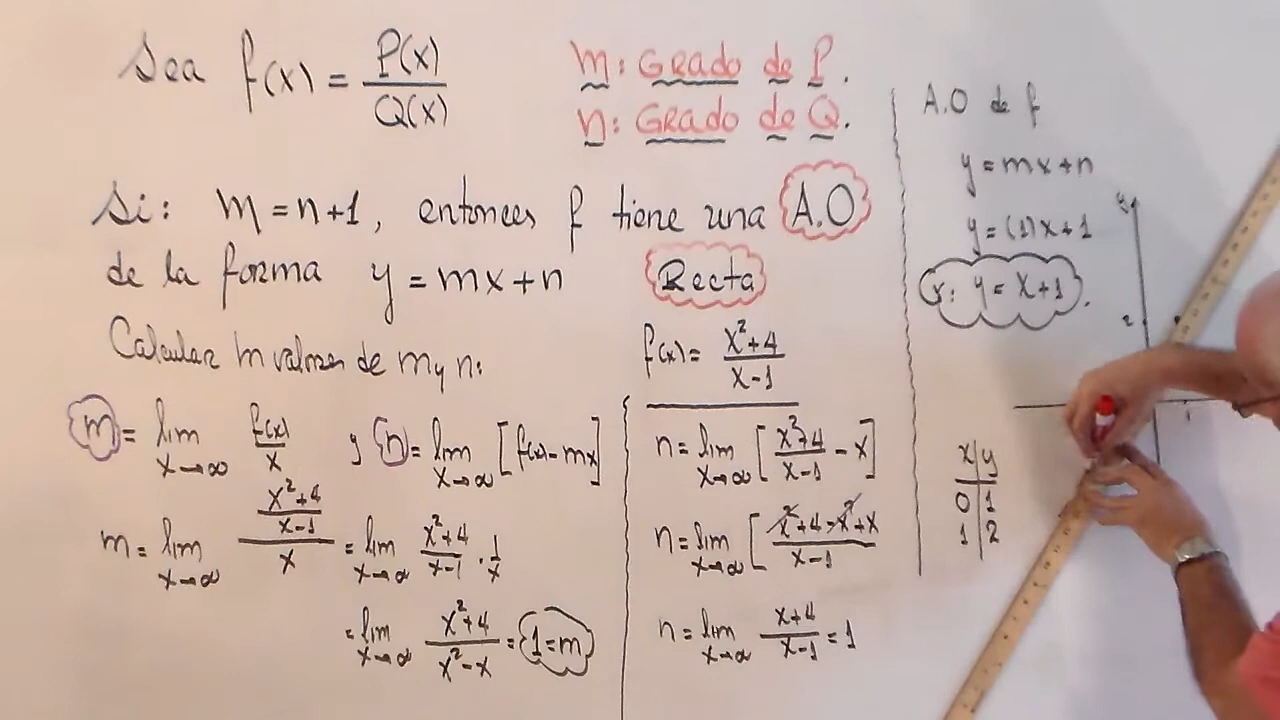 Sea f(x) = P(x)/Q(x)
m: Grado de P.
n: Grado de Q.
Si: m = n+1, entonces f tiene una A.O
de la forma y = mx+n Recta
Calcular valores de m y n:
m = lim x→∞ f(x)/x y n = lim x→∞ [f(x)-mx]
m = lim x→∞ ((x²+4)/(x-1))/x = lim x→∞ (x²+4)/(x-1) · 1/x
= lim x→∞ (x²+4)/(x²-x) = 1=m
f(x) = (x²+4)/(x-1)
n = lim x→∞ [(x²+4)/(x-1) - x]
n = lim x→∞ [(x²+4-x²+x)/(x-1)
n = lim x→∞ (x+4)/(x-1) = 1
A.O de f
y = mx+n
y = (1)x+1
r: y = x+1.
y
2
1
x|y
0|1
1|2